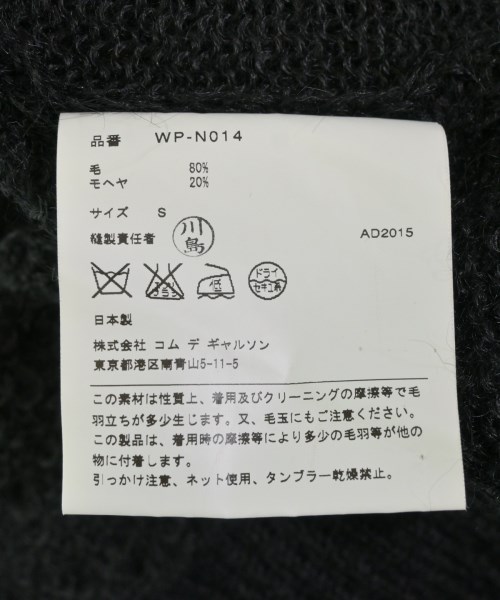 品番 WP-N014
毛 80%
モヘヤ 20%
サイズ S
縫製責任者 川島 AD2015
エンソ サラシ 低 ドライ セキユ系
日本製
株式会社 コム デ ギャルソン
東京都港区南青山5-11-5
この素材は性質上、着用及びクリーニングの摩擦等で毛
羽立ちが多少生じます。又、毛玉にもご注意ください。
この製品は、着用時の摩擦等により多少の毛羽等が他の
物に付着します。
引っかけ注意、ネット使用、タンブラー乾燥禁止。